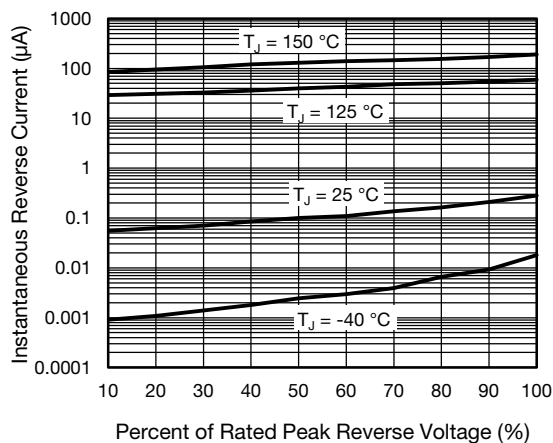 Instantaneous Reverse Current (µA)
1000
100
10
1
0.1
0.01
0.001
0.0001
T_J = 150 °C
T_J = 125 °C
T_J = 25 °C
T_J = -40 °C
10 20 30 40 50 60 70 80 90 100
Percent of Rated Peak Reverse Voltage (%)